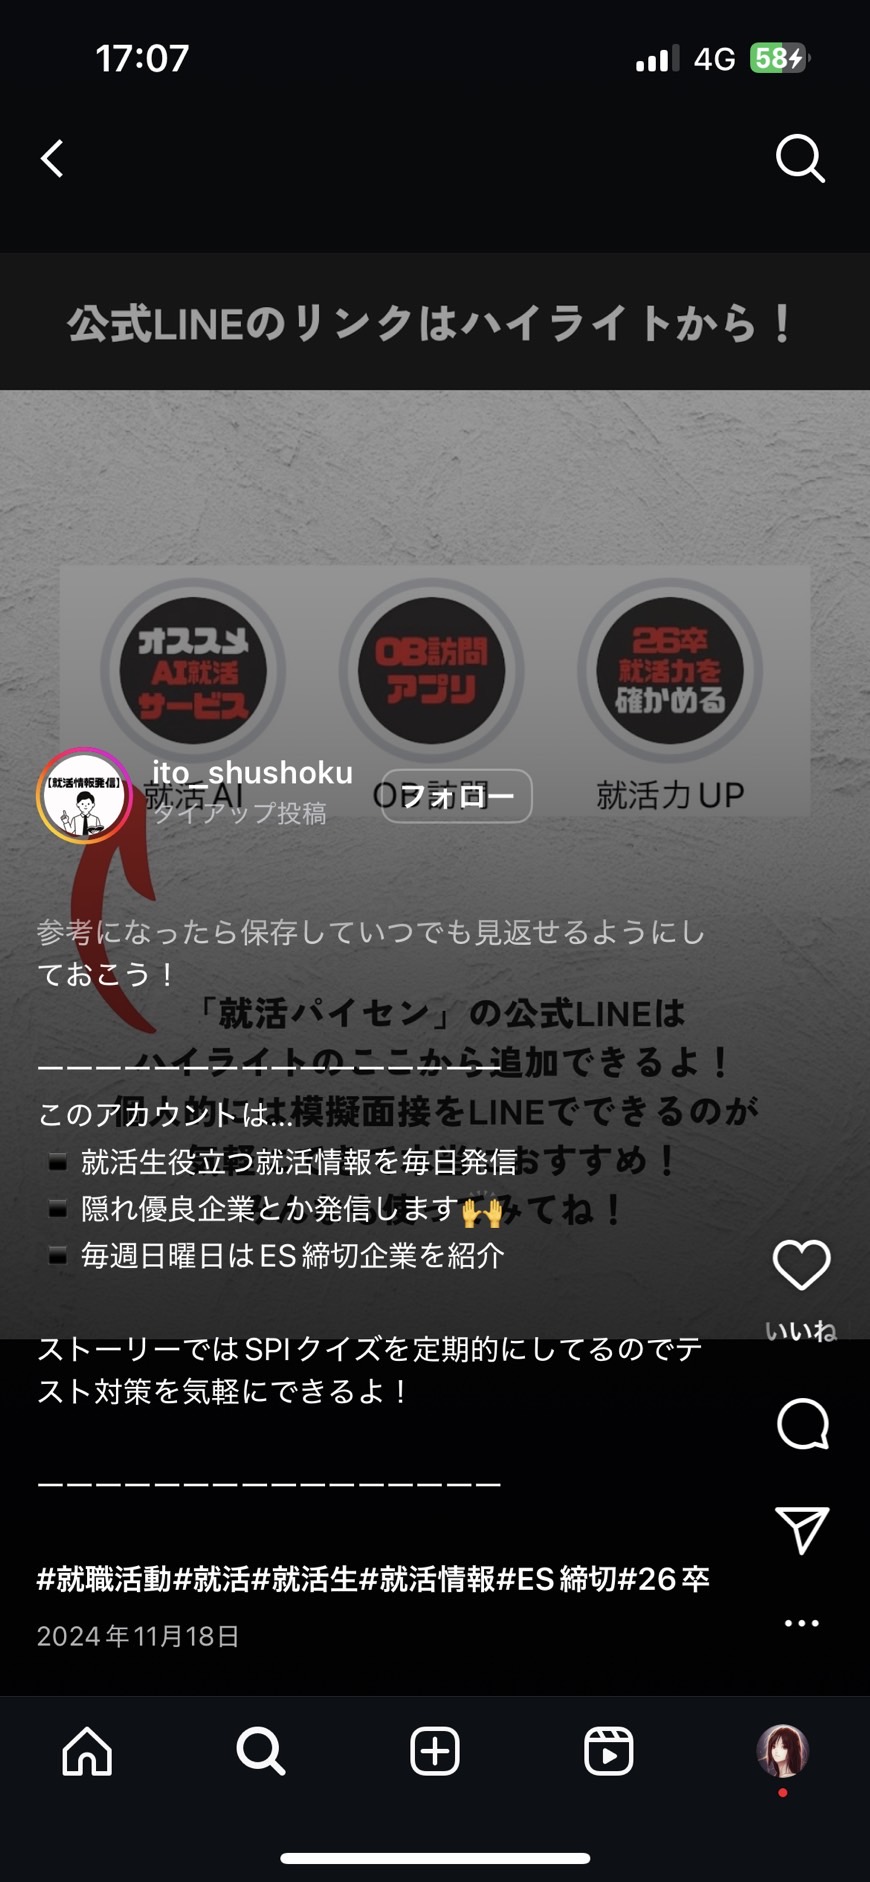 17:07
4G
58
公式LINEのリンクはハイライトから！
オススメ
AI就活
サービス
OB訪問
アプリ
26卒
就活力を
確かめる
【就活情報発信】
ito_shushoku
フォロー
タイアップ投稿
就活AI
OB訪問
就活力UP
参考になったら保存していつでも見返せるようにし
ておこう！
「就活パイセン」の公式LINEは
ハイライトのここから追加できるよ！
ーーーーーーーーーーーーーーーー
このアカウントは…
個人的には模擬面接をLINEでできるのが
◾️ 就活生役立つ就活情報を毎日発信
おすすめ！
◾️ 隠れ優良企業とか発信します🙌
使ってみてね！
◾️ 毎週日曜日はES締切企業を紹介
いいね
ストーリーではSPIクイズを定期的にしてるのでテ
スト対策を気軽にできるよ！
ーーーーーーーーーーーーーーーー
#就職活動#就活#就活生#就活情報#ES締切#26卒
2024年11月18日